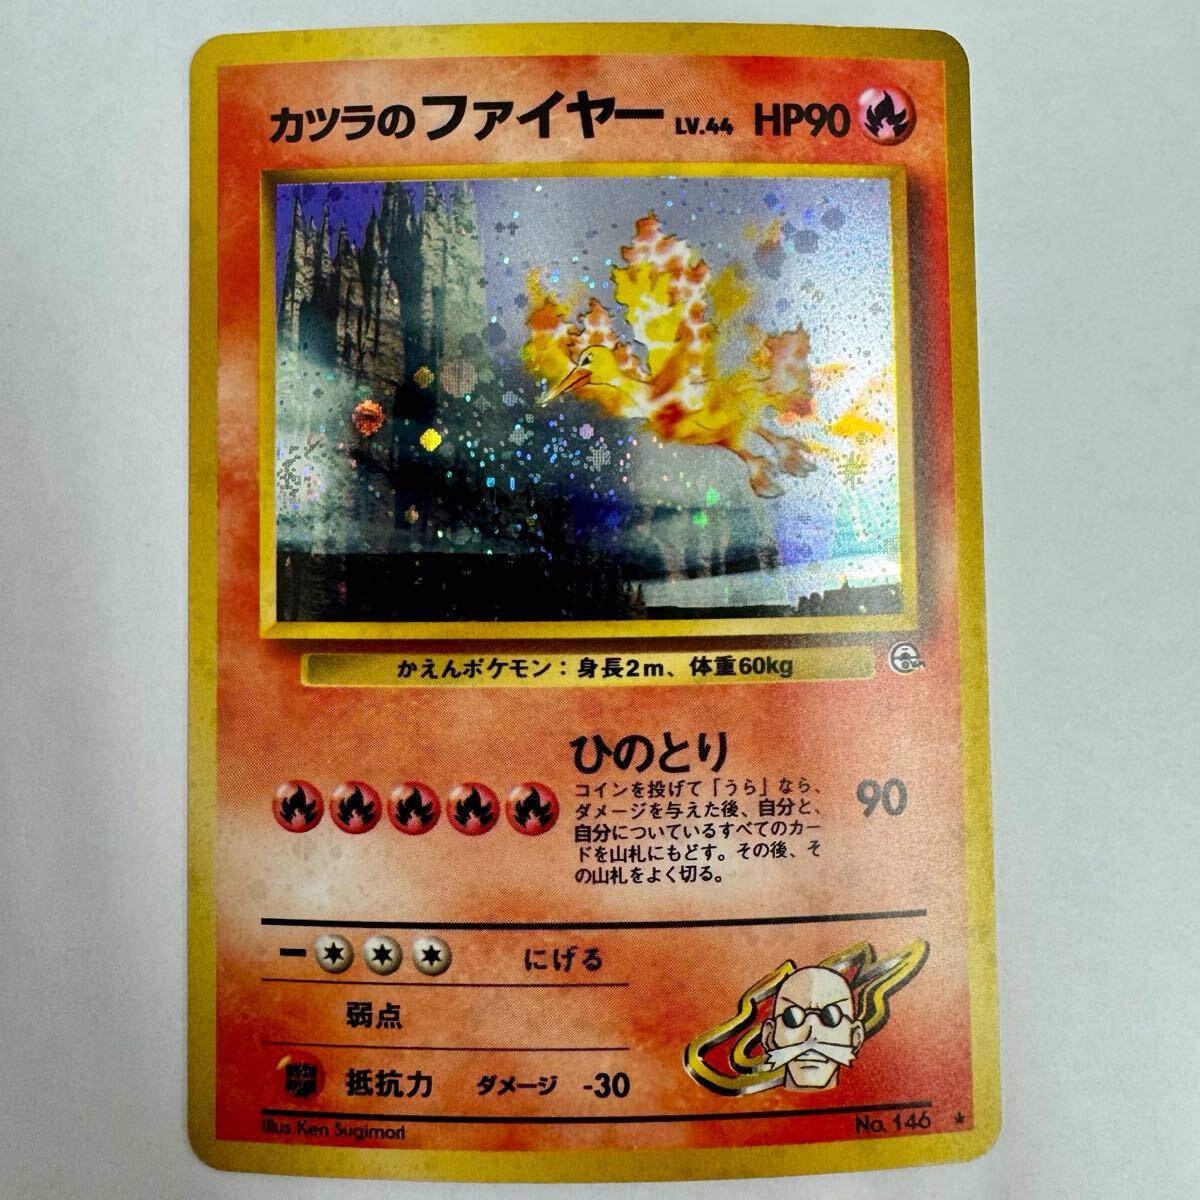 カツラのファイヤー LV.44 HP90
かえんポケモン：身長2m、体重60kg
ひのとり
コインを投げて「うら」なら、
ダメージを与えた後、自分と、
自分についているすべてのカー
ドを山札にもどす。その後、そ
の山札をよく切る。
90
にげる
弱点
抵抗力 ダメージ -30
Illus. Ken Sugimori
No. 146 ★